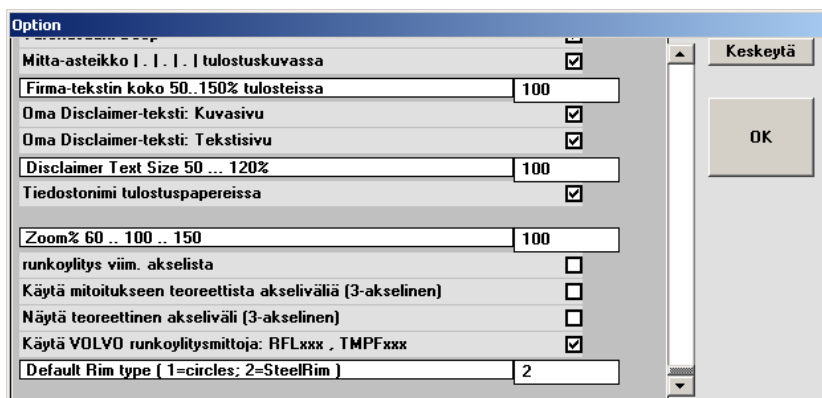 Option
Mitta-asteikko | . | . | . | tulostuskuvassa
Keskeytä
Firma-tekstin koko 50..150% tulosteissa 100
Oma Disclaimer-teksti: Kuvasivu
Oma Disclaimer-teksti: Tekstisivu
OK
Disclaimer Text Size 50 ... 120% 100
Tiedostonimi tulostuspapereissa
Zoom% 60 .. 100 .. 150 100
runkoylitys viim. akselista
Käytä mitoitukseen teoreettista akseliväliä (3-akselinen)
Näytä teoreettinen akseliväli (3-akselinen)
Käytä VOLVO runkoylitysmittoja: RFLxxx , TMPFxxx
Default Rim type ( 1=circles; 2=SteelRim ) 2